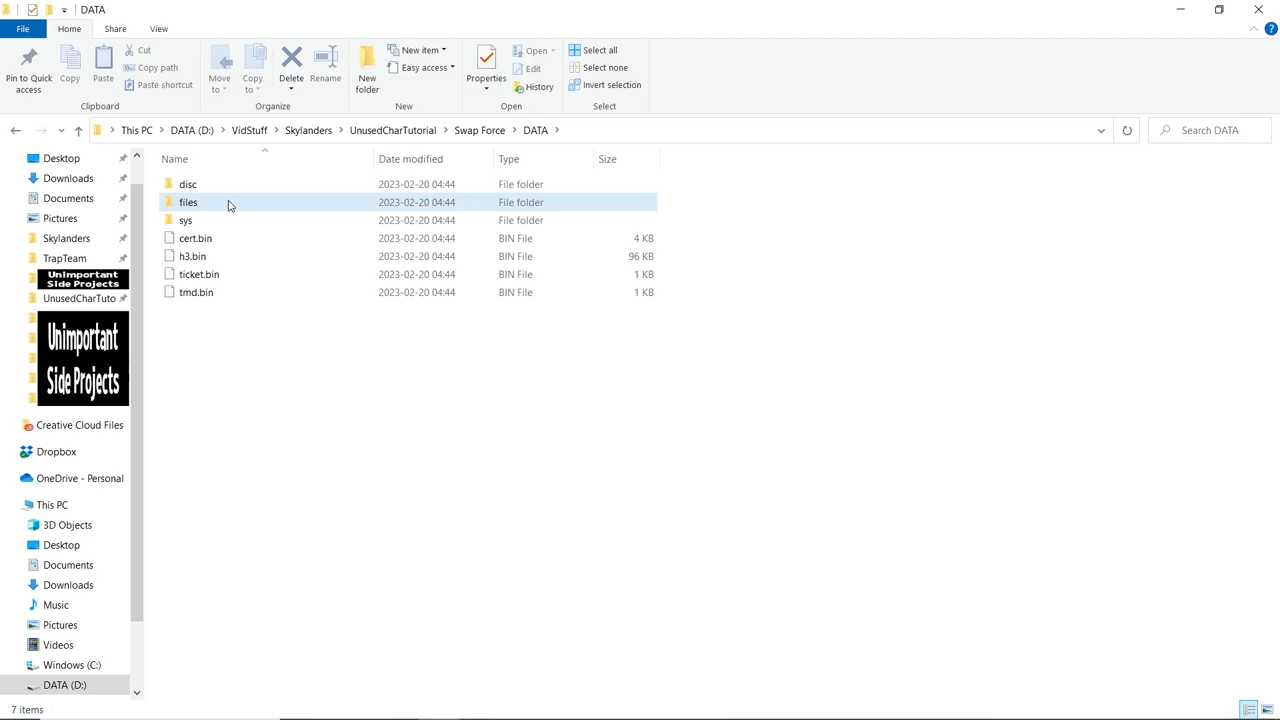 DATA
File Home Share View
Pin to Quick access
Copy
Paste
Cut
Copy path
Paste shortcut
Clipboard
Move to
Copy to
Delete
Rename
Organize
New folder
New item
Easy access
New
Properties
Open
Edit
History
Open
Select all
Select none
Invert selection
Select
This PC > DATA (D:) > VidStuff > Skylanders > UnusedCharTutorial > Swap Force > DATA >
Search DATA
Desktop
Downloads
Documents
Pictures
Skylanders
TrapTeam
Unimportant
Side Projects
UnusedCharTuto
Unimportant
Side Projects
Creative Cloud Files
Dropbox
OneDrive - Personal
This PC
3D Objects
Desktop
Documents
Downloads
Music
Pictures
Videos
Windows (C:)
DATA (D:)
Name Date modified Type Size
disc 2023-02-20 04:44 File folder
files 2023-02-20 04:44 File folder
sys 2023-02-20 04:44 File folder
cert.bin 2023-02-20 04:44 BIN File 4 KB
h3.bin 2023-02-20 04:44 BIN File 96 KB
ticket.bin 2023-02-20 04:44 BIN File 1 KB
tmd.bin 2023-02-20 04:44 BIN File 1 KB
7 items